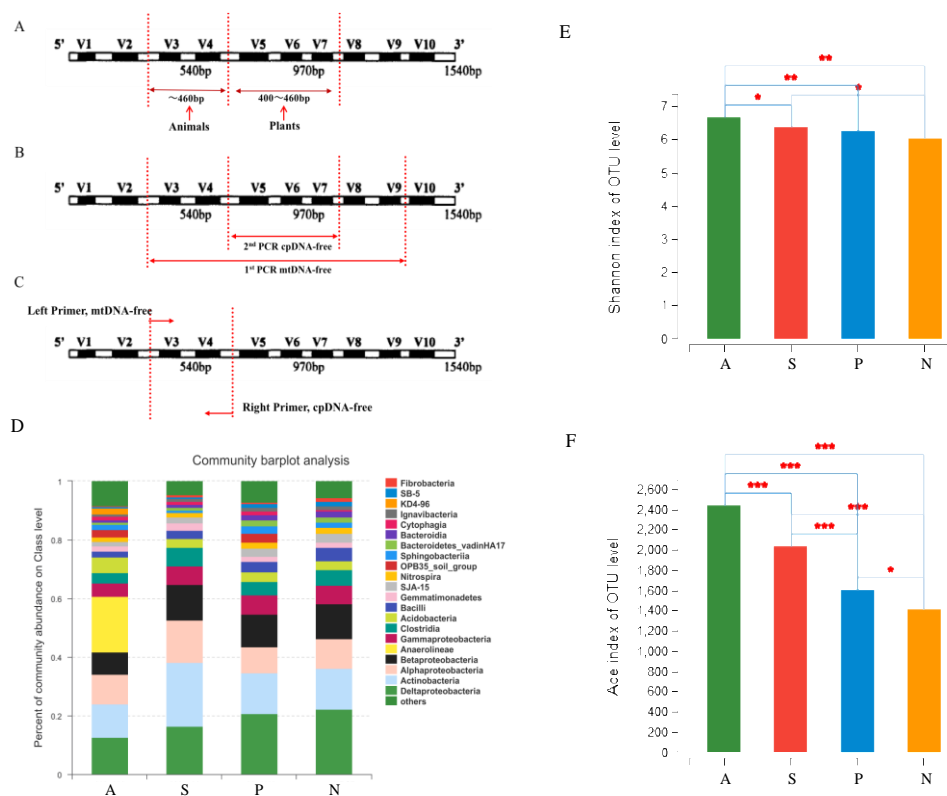 A
5' V1 V2 V3 V4 V5 V6 V7 V8 V9 V10 3'
540bp 970bp 1540bp
~460bp 400~460bp
Animals Plants
B
5' V1 V2 V3 V4 V5 V6 V7 V8 V9 V10 3'
540bp 970bp 1540bp
2nd PCR cpDNA-free
1st PCR mtDNA-free
C
Left Primer, mtDNA-free
5' V1 V2 V3 V4 V5 V6 V7 V8 V9 V10 3'
540bp 970bp 1540bp
Right Primer, cpDNA-free
D
Community barplot analysis
Percent of community abundance on Class level
1
0.8
0.6
0.4
0.2
0
A S P N
Fibrobacteria
SB-5
KD4-96
Ignavibacteria
Cytophagia
Bacteroidia
Bacteroidetes_vadinHA17
Sphingobacteriia
OPB35_soil_group
Nitrospira
SJA-15
Gemmatimonadetes
Bacilli
Acidobacteria
Clostridia
Gammaproteobacteria
Anaerolineae
Betaproteobacteria
Alphaproteobacteria
Actinobacteria
Deltaproteobacteria
others
E
Shannon index of OTU level
7
6
5
4
3
2
1
0
A S P N
F
Ace index of OTU level
2,600
2,400
2,200
2,000
1,800
1,600
1,400
1,200
1,000
800
600
400
200
0
A S P N